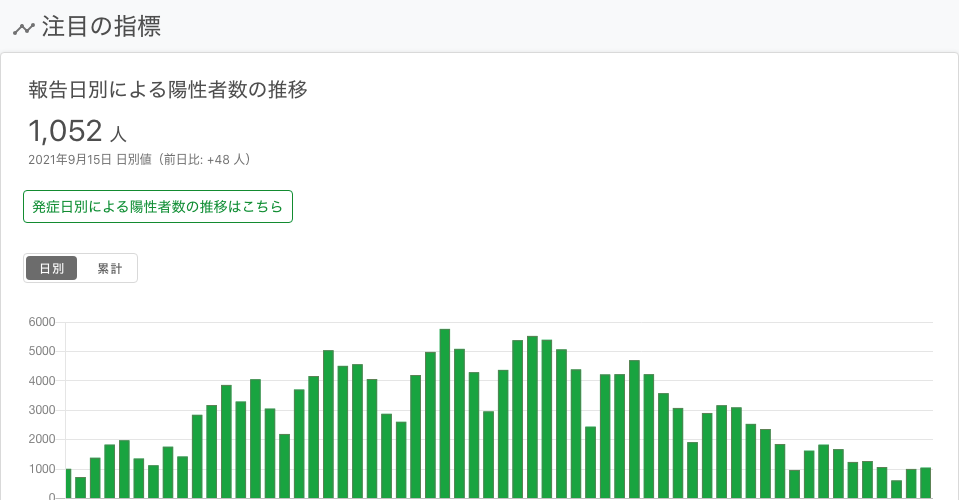 注目の指標
報告日別による陽性者数の推移
1,052 人
2021年9月15日 日別値（前日比: +48 人）
発症日別による陽性者数の推移はこちら
日別 累計
6000
5000
4000
3000
2000
1000
0